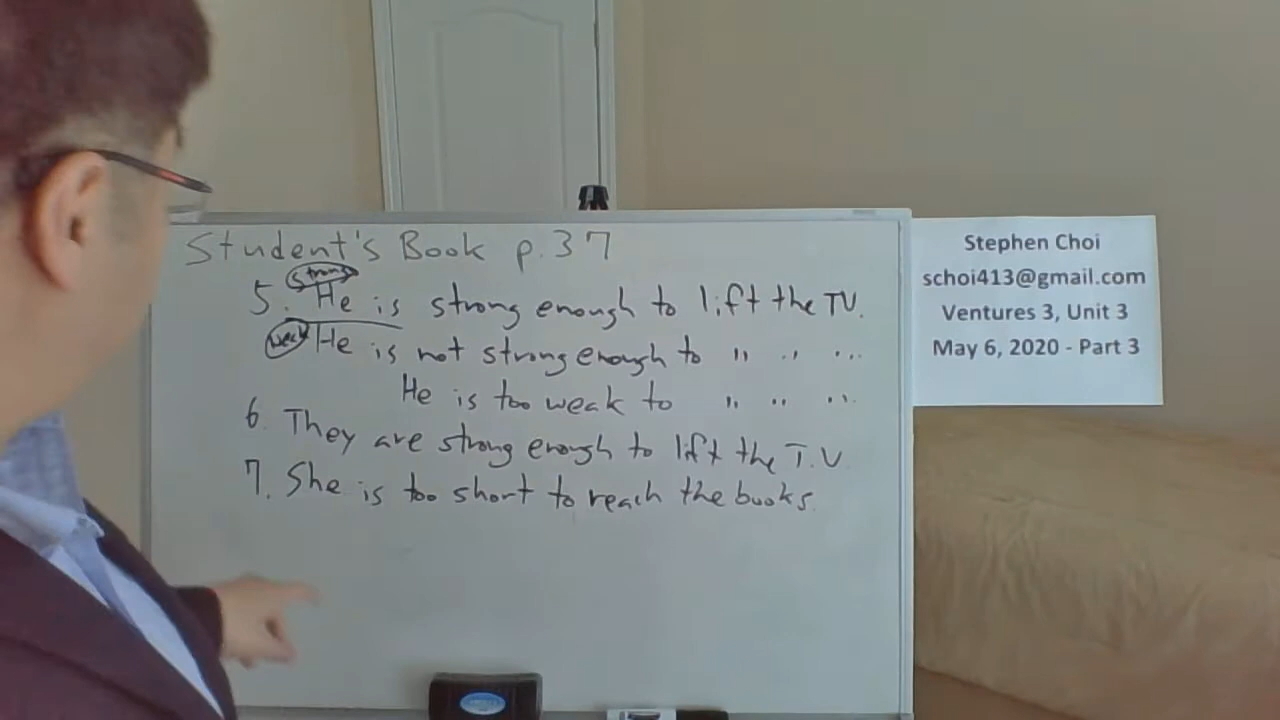 Student's Book p.37
strong
5. He is strong enough to lift the TV.
weak He is not strong enough to " " "
He is too weak to " " "
6. They are strong enough to lift the T.V
7. She is too short to reach the books.
Stephen Choi
schoi413@gmail.com
Ventures 3, Unit 3
May 6, 2020 - Part 3